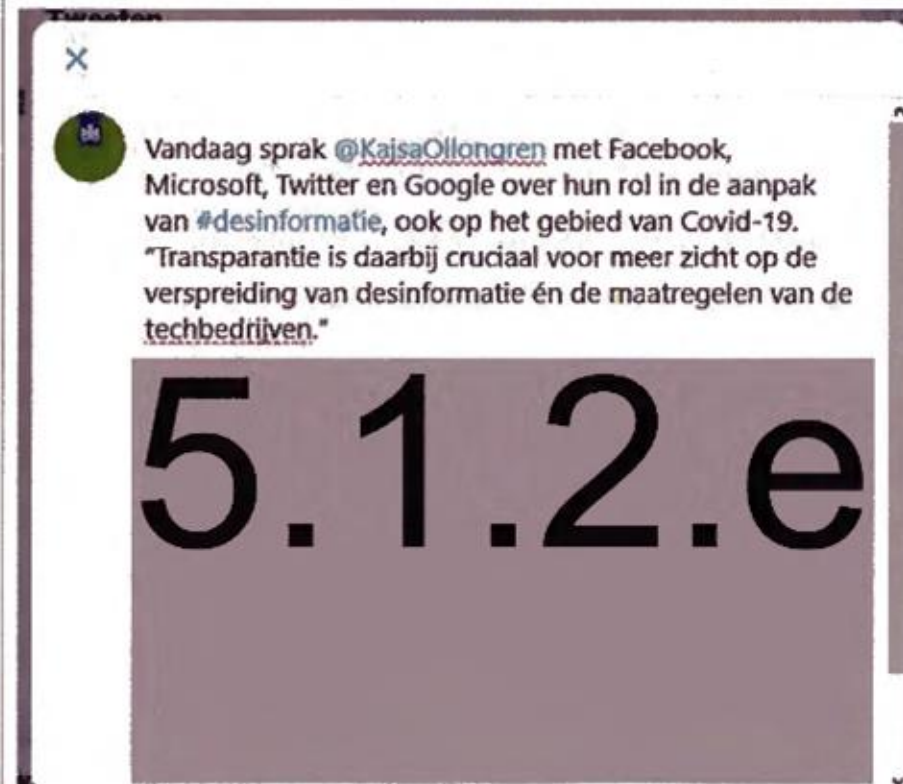 Tweeten
Vandaag sprak @KajsaOllongren met Facebook,
Microsoft, Twitter en Google over hun rol in de aanpak
van #desinformatie, ook op het gebied van Covid-19.
"Transparantie is daarbij cruciaal voor meer zicht op de
verspreiding van desinformatie én de maatregelen van de
techbedrijven."
5.1.2.e